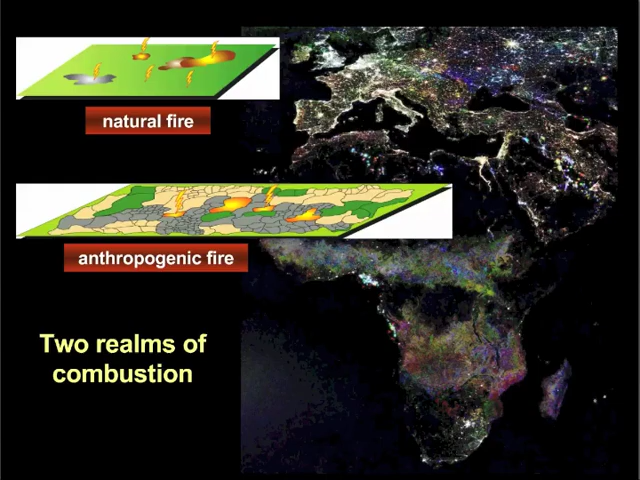 natural fire
anthropogenic fire
Two realms of
combustion